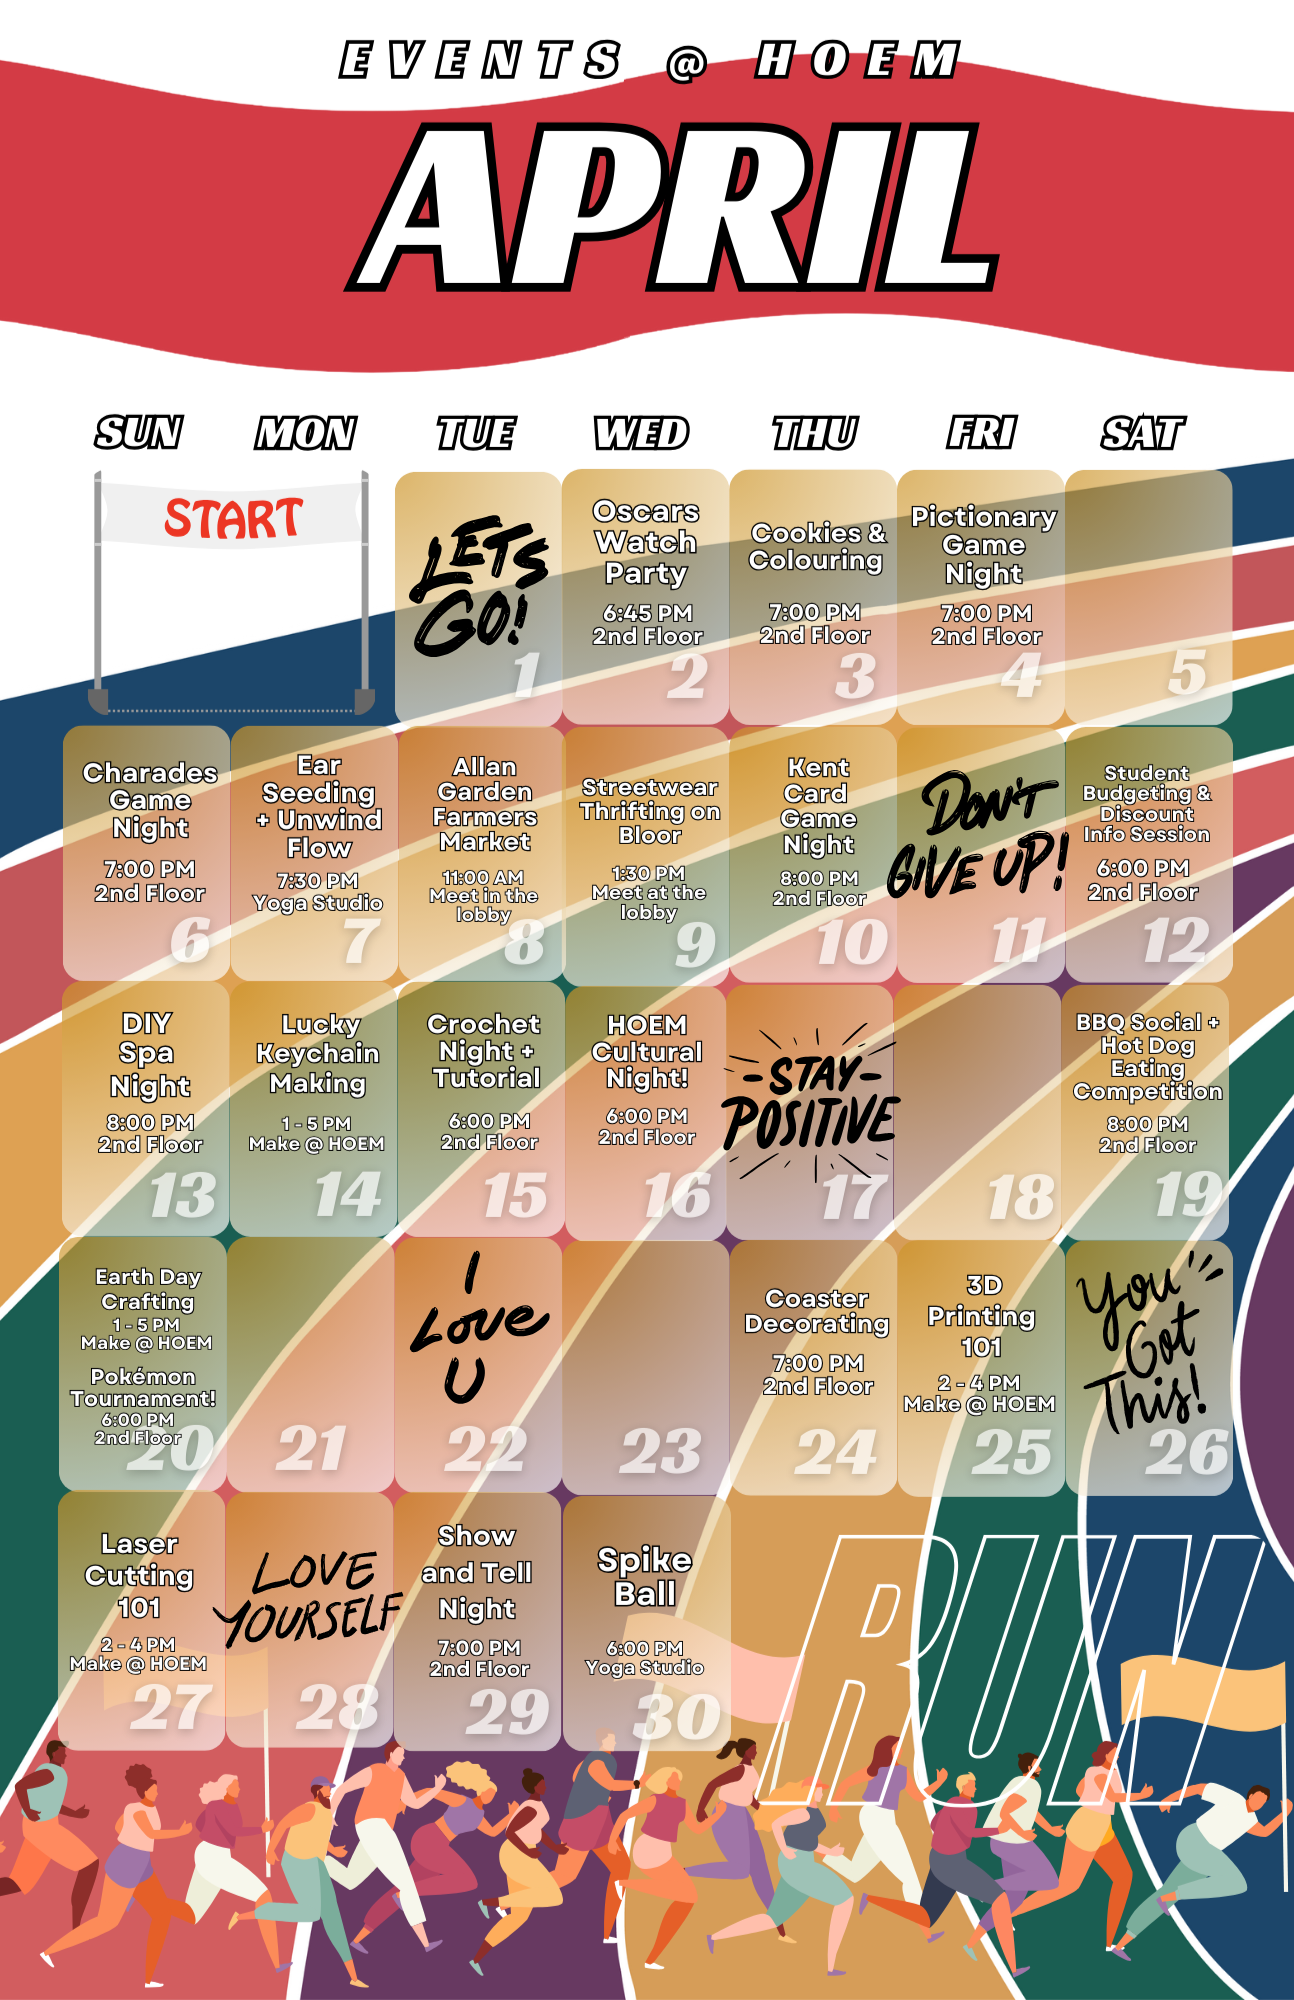 EVENTS @ HOEM
APRIL
SUN MON TUE WED THU FRI SAT
START
LETS
GO!
1
Oscars
Watch
Party
6:45 PM
2nd Floor
2
Cookies &
Colouring
7:00 PM
2nd Floor
3
Pictionary
Game
Night
7:00 PM
2nd Floor
4
5
Charades
Game
Night
7:00 PM
2nd Floor
6
Ear
Seeding
+ Unwind
Flow
7:30 PM
Yoga Studio
7
Allan
Garden
Farmers
Market
11:00 AM
Meet in the
lobby
8
Streetwear
Thrifting on
Bloor
1:30 PM
Meet at the
lobby
9
Kent
Card
Game
Night
8:00 PM
2nd Floor
10
DON'T
GIVE UP!
11
Student
Budgeting &
Discount
Info Session
6:00 PM
2nd Floor
12
DIY
Spa
Night
8:00 PM
2nd Floor
13
Lucky
Keychain
Making
1 - 5 PM
Make @ HOEM
14
Crochet
Night +
Tutorial
6:00 PM
2nd Floor
15
HOEM
Cultural
Night!
6:00 PM
2nd Floor
16
-STAY-
POSITIVE
17
18
BBQ Social +
Hot Dog
Eating
Competition
8:00 PM
2nd Floor
19
Earth Day
Crafting
1 - 5 PM
Make @ HOEM
Pokémon
Tournament!
6:00 PM
2nd Floor
20
21
I
Love
U
22
23
Coaster
Decorating
7:00 PM
2nd Floor
24
3D
Printing
101
2 - 4 PM
Make @ HOEM
25
You
Got
This!
26
Laser
Cutting
101
2 - 4 PM
Make @ HOEM
27
LOVE
YOURSELF
28
Show
and Tell
Night
7:00 PM
2nd Floor
29
Spike
Ball
6:00 PM
Yoga Studio
30
RUN